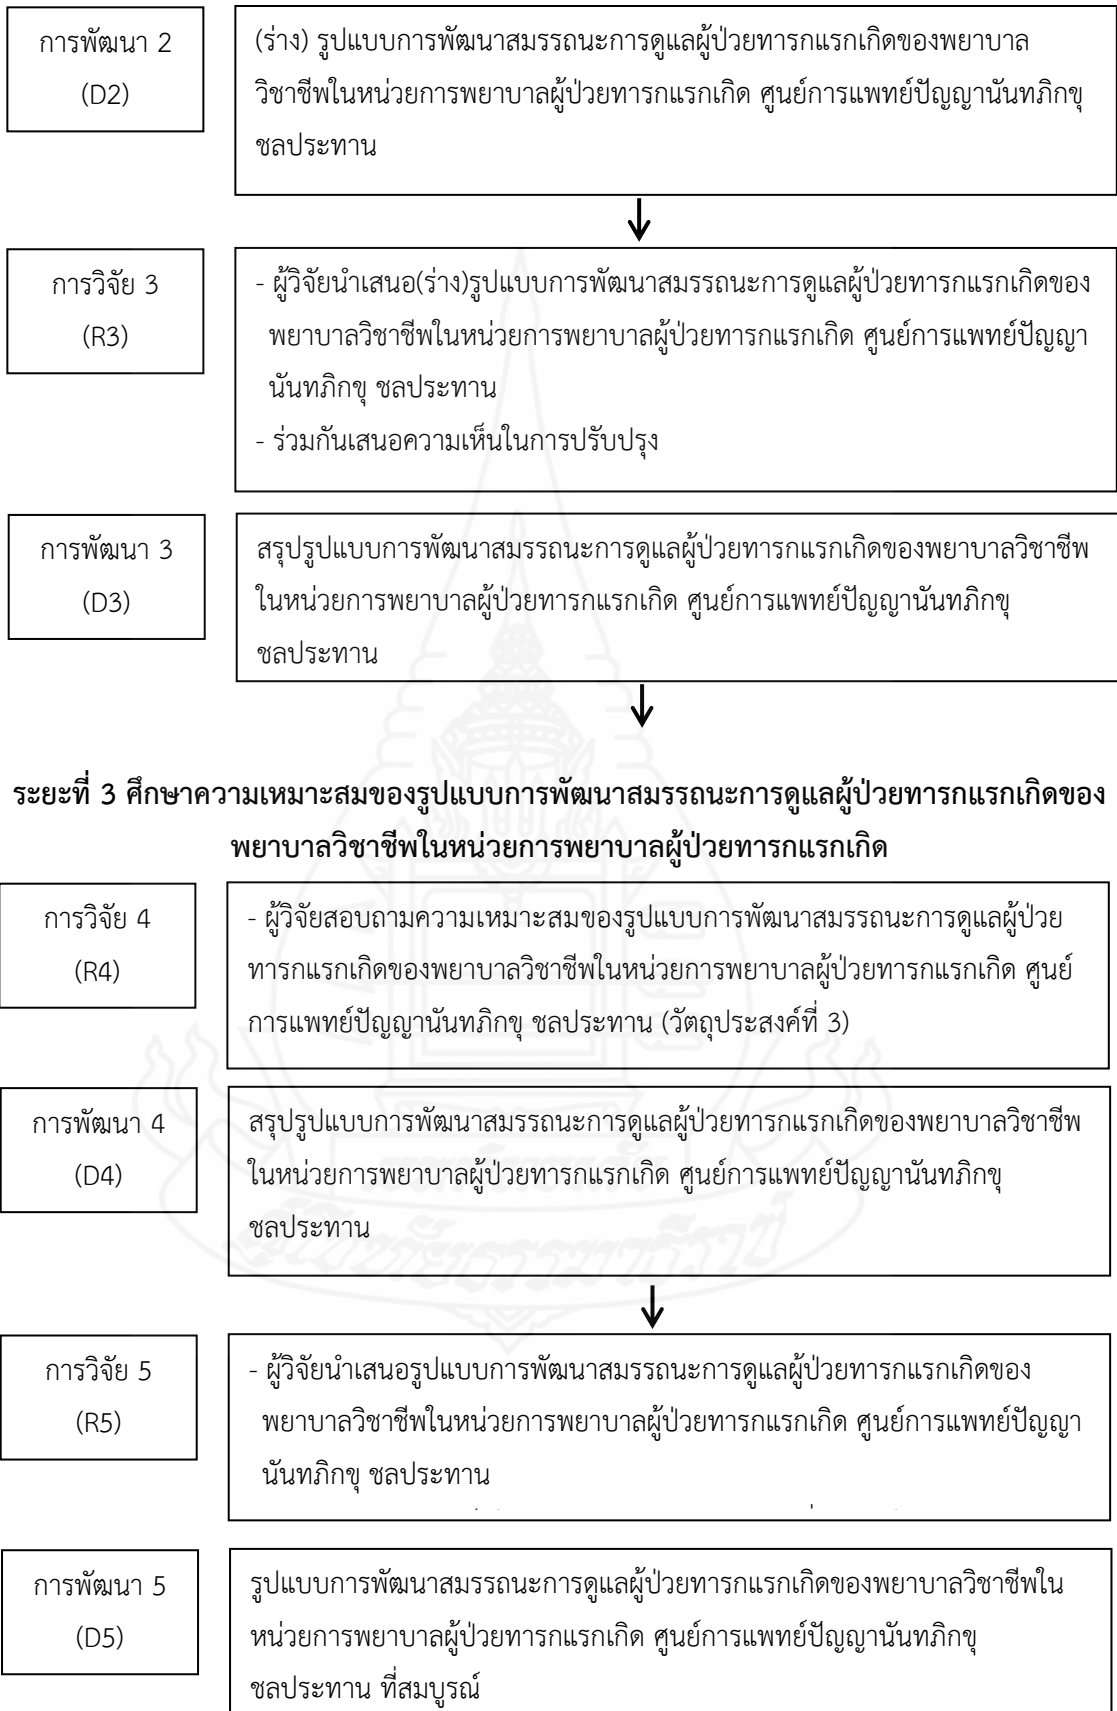 การพัฒนา 2
(D2)
(ร่าง) รูปแบบการพัฒนาสมรรถนะการดูแลผู้ป่วยทารกแรกเกิดของพยาบาล
วิชาชีพในหน่วยการพยาบาลผู้ป่วยทารกแรกเกิด ศูนย์การแพทย์ปัญญานันทภิกขุ
ชลประทาน
การวิจัย 3
(R3)
- ผู้วิจัยนำเสนอ(ร่าง)รูปแบบการพัฒนาสมรรถนะการดูแลผู้ป่วยทารกแรกเกิดของ
พยาบาลวิชาชีพในหน่วยการพยาบาลผู้ป่วยทารกแรกเกิด ศูนย์การแพทย์ปัญญา
นันทภิกขุ ชลประทาน
- ร่วมกันเสนอความเห็นในการปรับปรุง
การพัฒนา 3
(D3)
สรุปรูปแบบการพัฒนาสมรรถนะการดูแลผู้ป่วยทารกแรกเกิดของพยาบาลวิชาชีพ
ในหน่วยการพยาบาลผู้ป่วยทารกแรกเกิด ศูนย์การแพทย์ปัญญานันทภิกขุ
ชลประทาน
ระยะที่ 3 ศึกษาความเหมาะสมของรูปแบบการพัฒนาสมรรถนะการดูแลผู้ป่วยทารกแรกเกิดของ
พยาบาลวิชาชีพในหน่วยการพยาบาลผู้ป่วยทารกแรกเกิด
การวิจัย 4
(R4)
- ผู้วิจัยสอบถามความเหมาะสมของรูปแบบการพัฒนาสมรรถนะการดูแลผู้ป่วย
ทารกแรกเกิดของพยาบาลวิชาชีพในหน่วยการพยาบาลผู้ป่วยทารกแรกเกิด ศูนย์
การแพทย์ปัญญานันทภิกขุ ชลประทาน (วัตถุประสงค์ที่ 3)
การพัฒนา 4
(D4)
สรุปรูปแบบการพัฒนาสมรรถนะการดูแลผู้ป่วยทารกแรกเกิดของพยาบาลวิชาชีพ
ในหน่วยการพยาบาลผู้ป่วยทารกแรกเกิด ศูนย์การแพทย์ปัญญานันทภิกขุ
ชลประทาน
การวิจัย 5
(R5)
- ผู้วิจัยนำเสนอรูปแบบการพัฒนาสมรรถนะการดูแลผู้ป่วยทารกแรกเกิดของ
พยาบาลวิชาชีพในหน่วยการพยาบาลผู้ป่วยทารกแรกเกิด ศูนย์การแพทย์ปัญญา
นันทภิกขุ ชลประทาน
การพัฒนา 5
(D5)
รูปแบบการพัฒนาสมรรถนะการดูแลผู้ป่วยทารกแรกเกิดของพยาบาลวิชาชีพใน
หน่วยการพยาบาลผู้ป่วยทารกแรกเกิด ศูนย์การแพทย์ปัญญานันทภิกขุ
ชลประทาน ที่สมบูรณ์